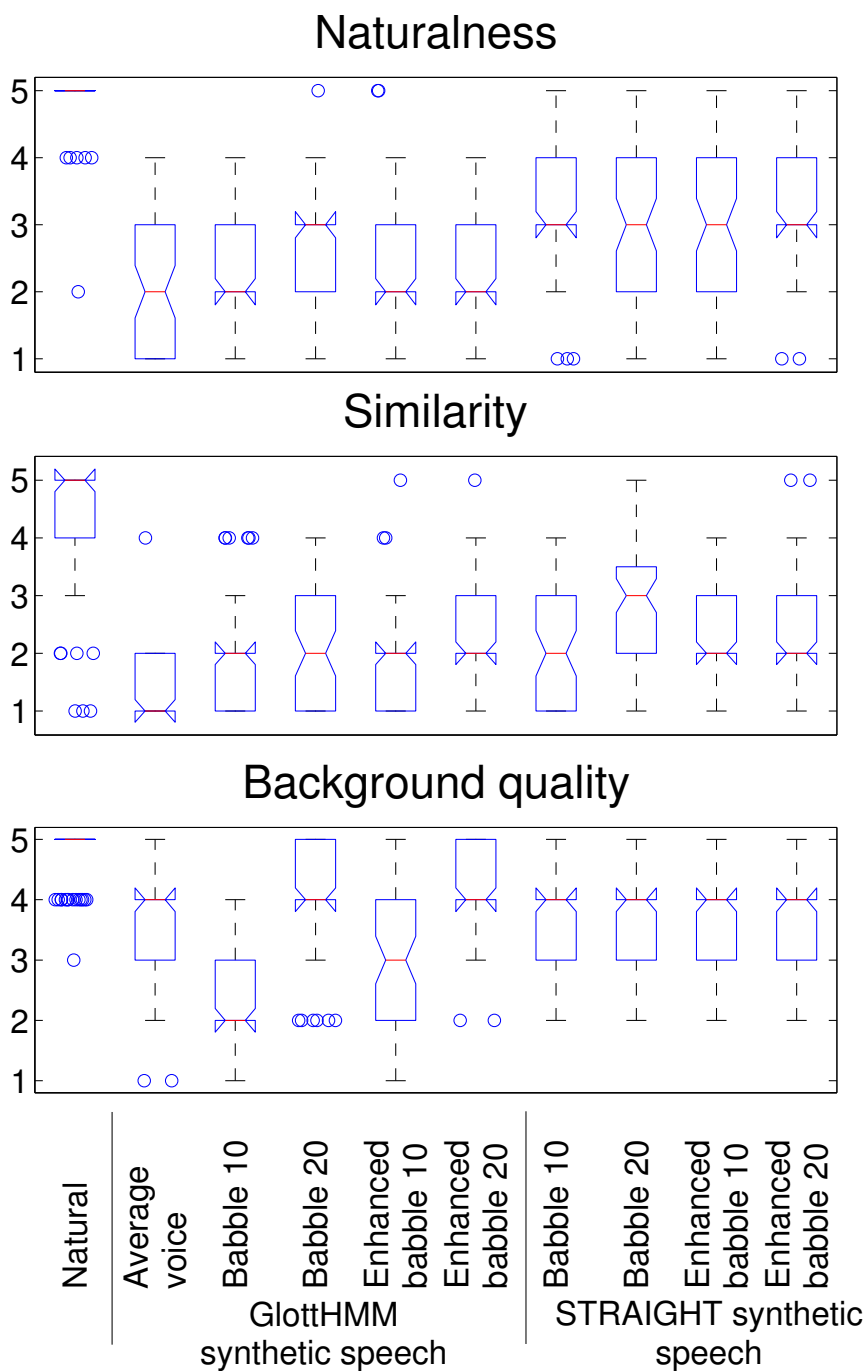 Naturalness
5
4
3
2
1
Similarity
5
4
3
2
1
Background quality
5
4
3
2
1
Natural
Average
voice
Babble 10
Babble 20
Enhanced
babble 10
Enhanced
babble 20
Babble 10
Babble 20
Enhanced
babble 10
Enhanced
babble 20
GlottHMM
synthetic speech
STRAIGHT synthetic
speech